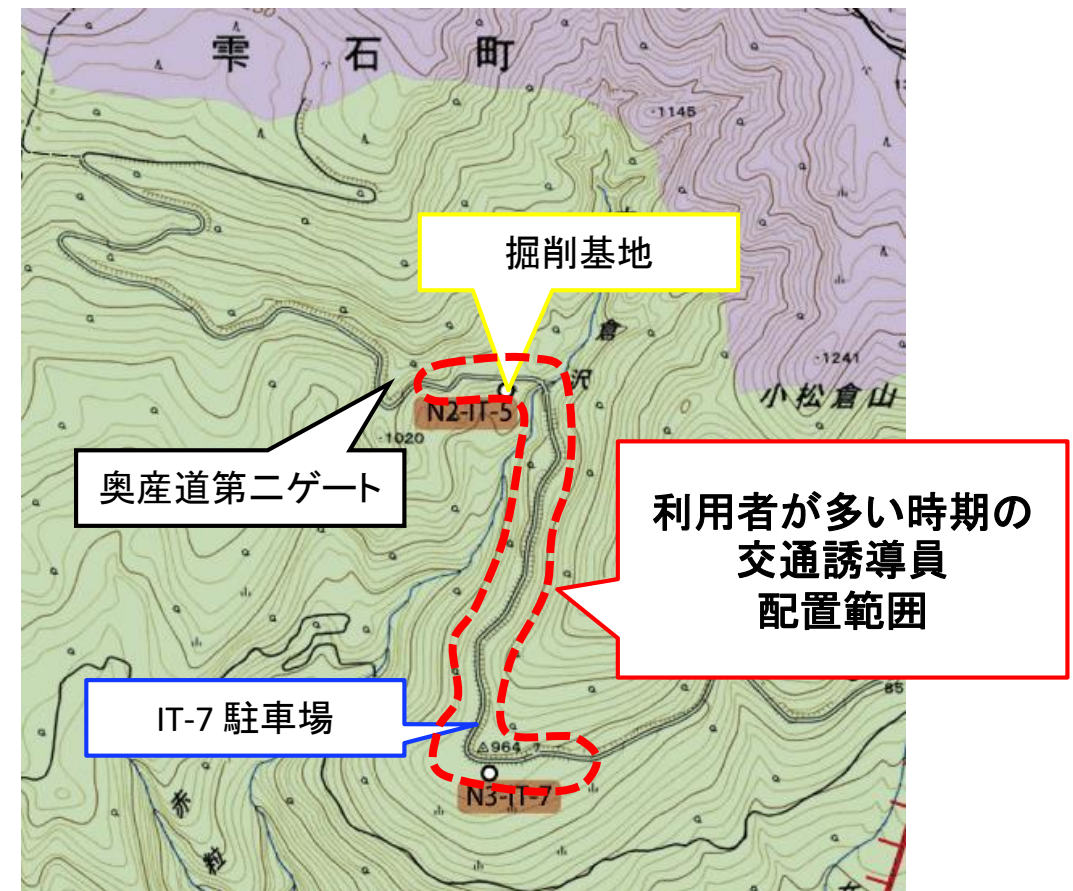 雫石町
1145
掘削基地
倉
沢
1241
小松倉山
N2-IT-5
1020
奥産道第二ゲート
利用者が多い時期の
交通誘導員
配置範囲
IT-7 駐車場
85
964.7
N3-IT-7
赤
粒